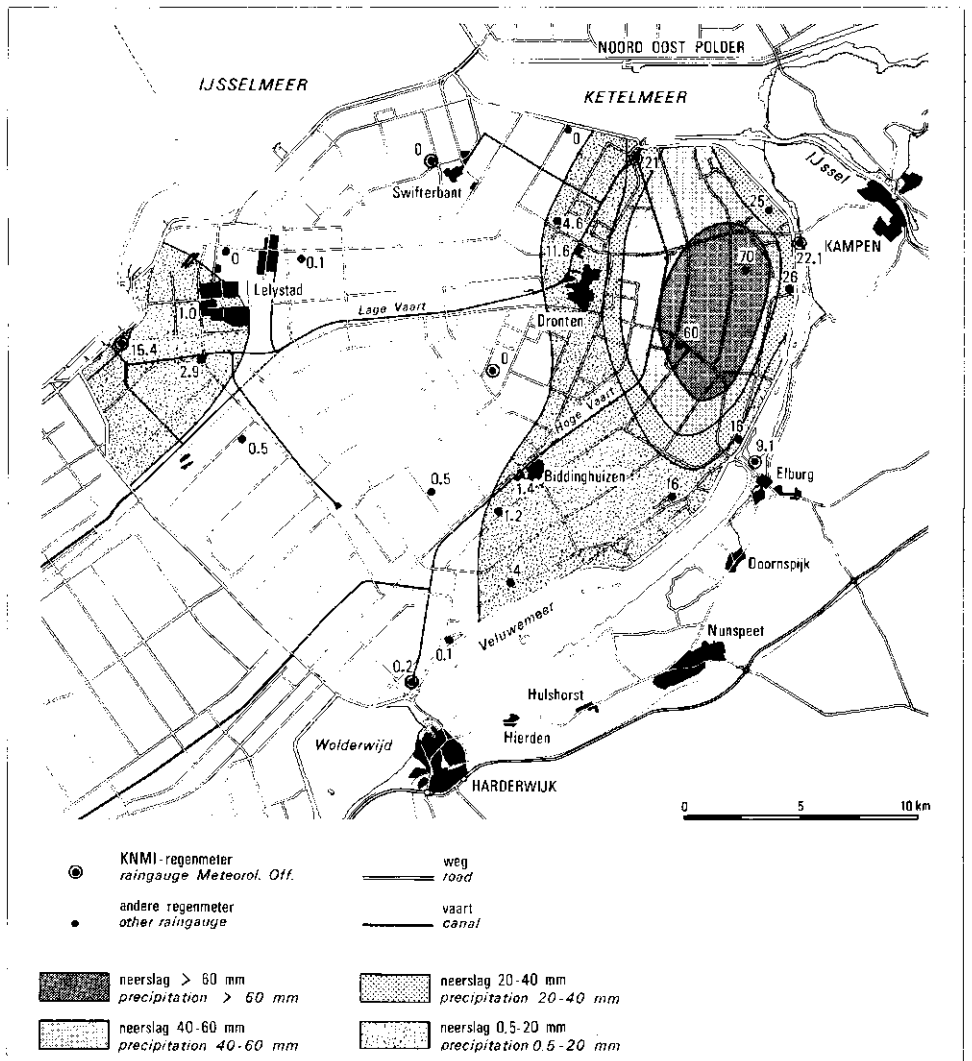 NOORD OOST POLDER
IJSSELMEER
KETELMEER
0
0
Swifterbant
21
IJssel
25
4.6
KAMPEN
11.6
22.1
0
0.1
70
26
Lelystad
1.0
Lage Vaart
Dronten
15.4
60
2.9
0
Hoge Vaart
16
0.5
9.1
Biddinghuizen
Elburg
0.5
1.4
16
1.2
Doornspijk
4
Veluwemeer
Nunspeet
0.1
0.2
Hulshorst
Hierden
Wolderwijd
HARDERWIJK
0 5 10 km
KNMI-regenmeter
raingauge Meteorol. Off.
weg
road
andere regenmeter
other raingauge
vaart
canal
neerslag > 60 mm
precipitation > 60 mm
neerslag 20-40 mm
precipitation 20-40 mm
neerslag 40-60 mm
precipitation 40-60 mm
neerslag 0,5-20 mm
precipitation 0.5-20 mm